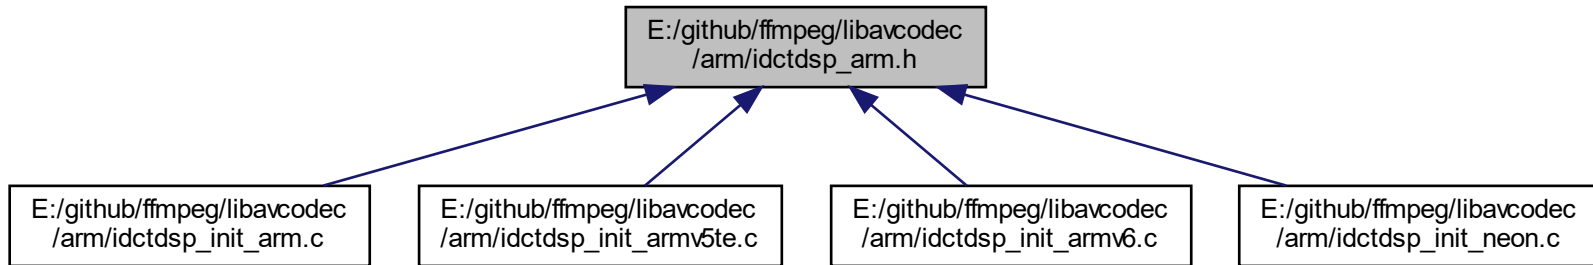 E:/github/ffmpeg/libavcodec
/arm/idctdsp_arm.h
E:/github/ffmpeg/libavcodec
/arm/idctdsp_init_arm.c
E:/github/ffmpeg/libavcodec
/arm/idctdsp_init_armv5te.c
E:/github/ffmpeg/libavcodec
/arm/idctdsp_init_armv6.c
E:/github/ffmpeg/libavcodec
/arm/idctdsp_init_neon.c